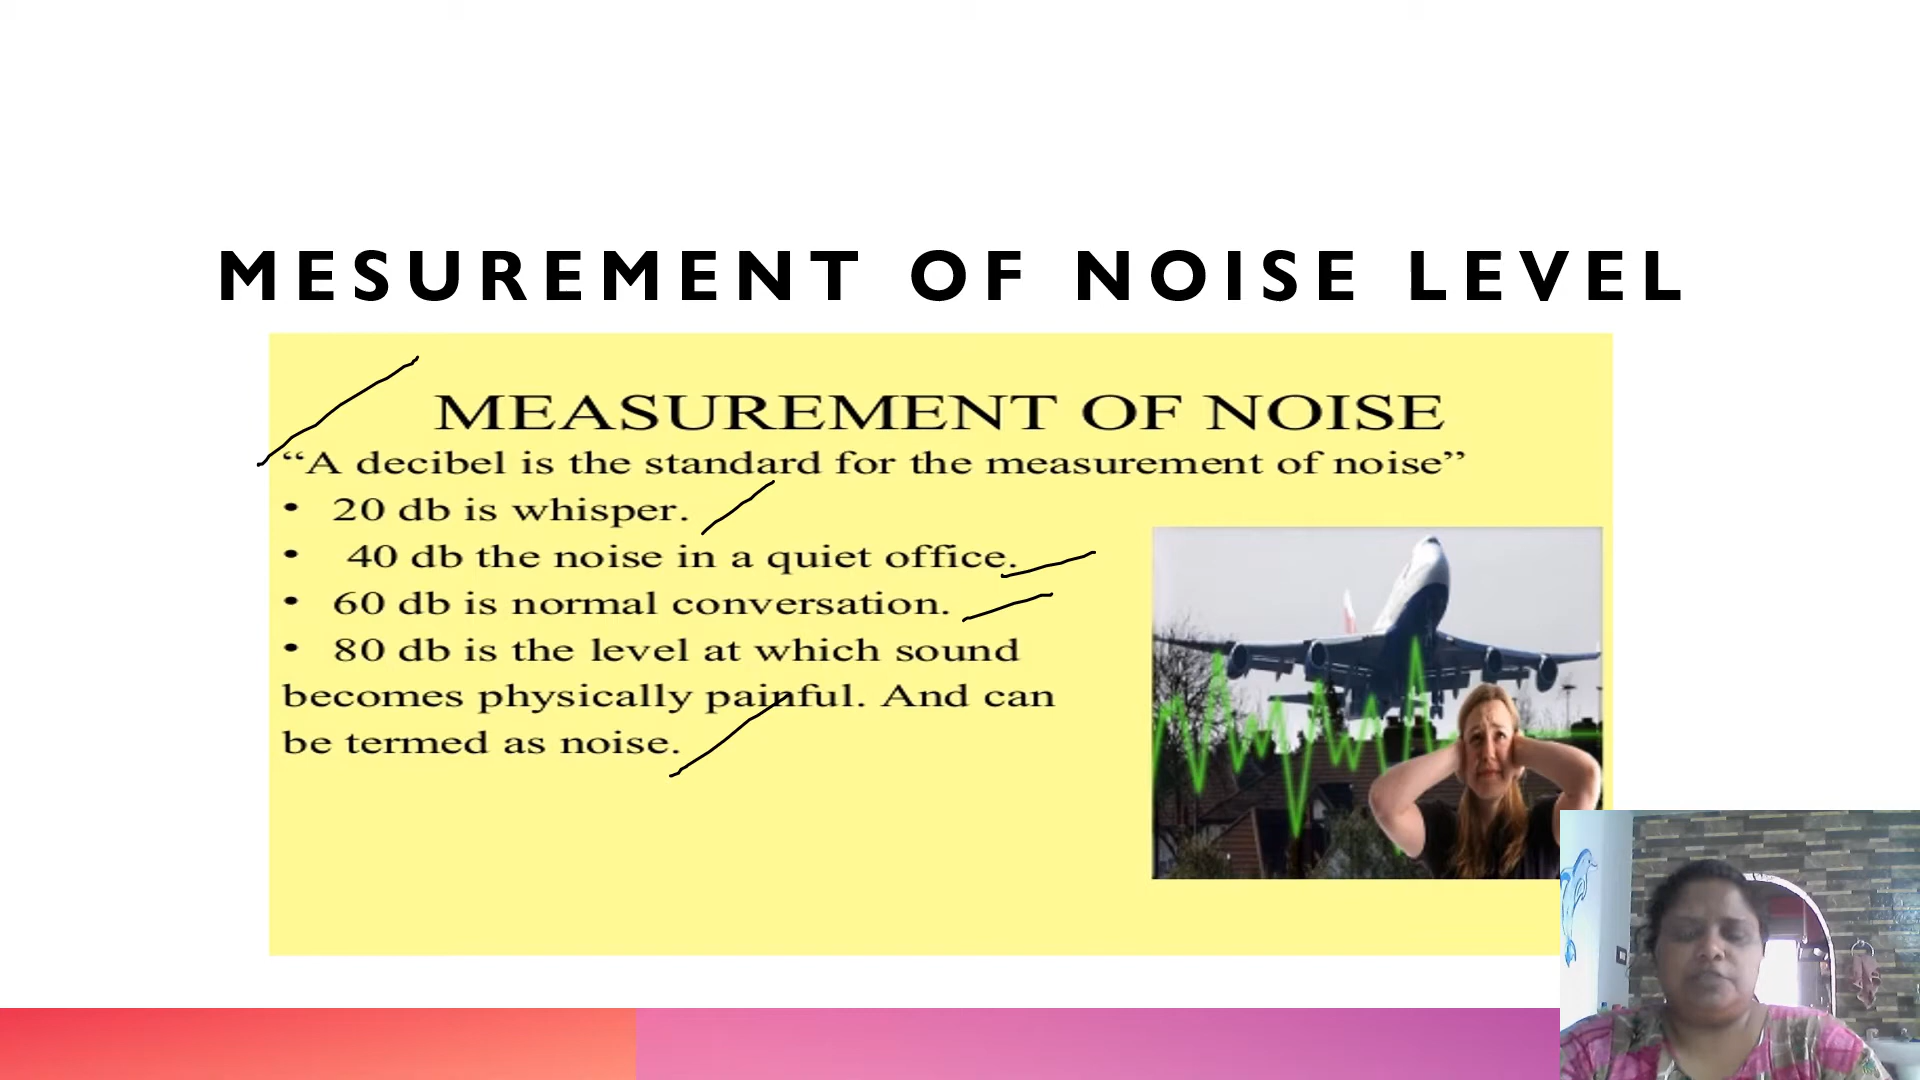 MESUREMENT OF NOISE LEVEL
MEASUREMENT OF NOISE
“A decibel is the standard for the measurement of noise”
• 20 db is whisper.
• 40 db the noise in a quiet office.
• 60 db is normal conversation.
• 80 db is the level at which sound
becomes physically painful. And can
be termed as noise.